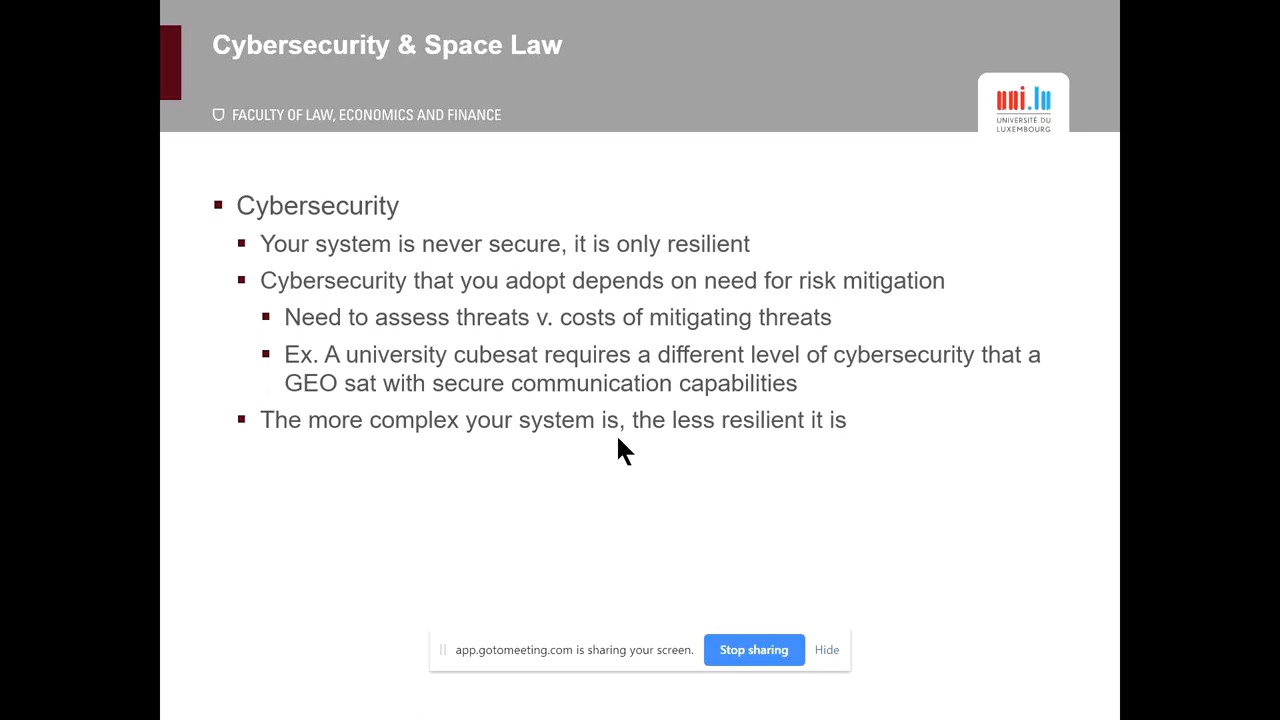 Cybersecurity & Space Law
FACULTY OF LAW, ECONOMICS AND FINANCE
uni.lu
UNIVERSITÉ DU
LUXEMBOURG
Cybersecurity
Your system is never secure, it is only resilient
Cybersecurity that you adopt depends on need for risk mitigation
Need to assess threats v. costs of mitigating threats
Ex. A university cubesat requires a different level of cybersecurity that a
GEO sat with secure communication capabilities
The more complex your system is, the less resilient it is
app.gotomeeting.com is sharing your screen.
Stop sharing
Hide